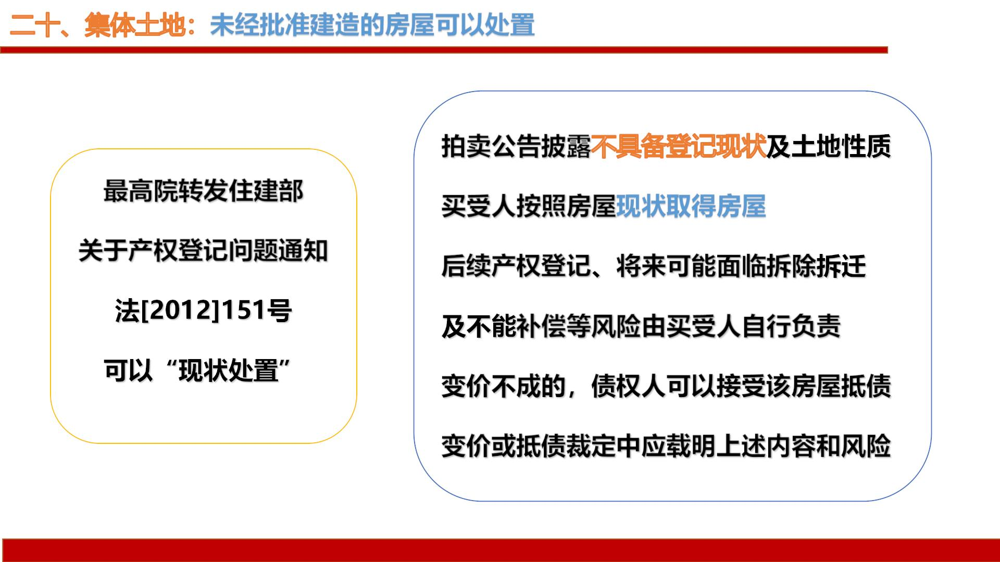 二十、集体土地：未经批准建造的房屋可以处置
最高院转发住建部
关于产权登记问题通知
法[2012]151号
可以“现状处置”
拍卖公告披露不具备登记现状及土地性质
买受人按照房屋现状取得房屋
后续产权登记、将来可能面临拆除拆迁
及不能补偿等风险由买受人自行负责
变价不成的，债权人可以接受该房屋抵债
变价或抵债裁定中应载明上述内容和风险